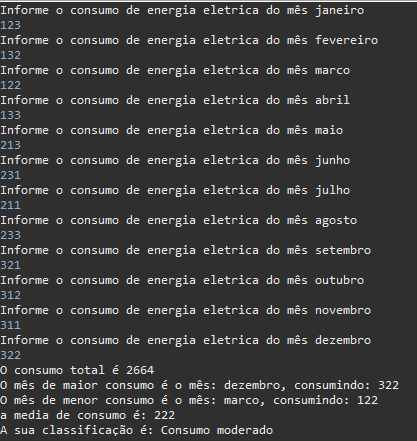 Informe o consumo de energia eletrica do mês janeiro
123
Informe o consumo de energia eletrica do mês fevereiro
132
Informe o consumo de energia eletrica do mês marco
122
Informe o consumo de energia eletrica do mês abril
133
Informe o consumo de energia eletrica do mês maio
213
Informe o consumo de energia eletrica do mês junho
231
Informe o consumo de energia eletrica do mês julho
211
Informe o consumo de energia eletrica do mês agosto
233
Informe o consumo de energia eletrica do mês setembro
321
Informe o consumo de energia eletrica do mês outubro
312
Informe o consumo de energia eletrica do mês novembro
311
Informe o consumo de energia eletrica do mês dezembro
322
O consumo total é 2664
O mês de maior consumo é o mês: dezembro, consumindo: 322
O mês de menor consumo é o mês: marco, consumindo: 122
a media de consumo é: 222
A sua classificação é: Consumo moderado